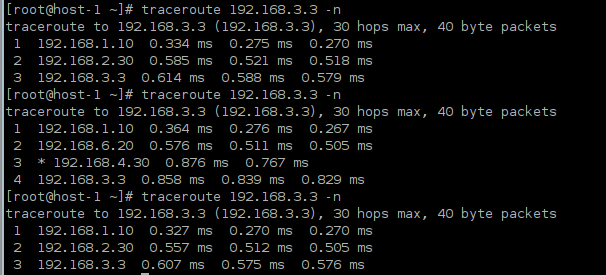 [root@host-1 ~]# traceroute 192.168.3.3 -n
traceroute to 192.168.3.3 (192.168.3.3), 30 hops max, 40 byte packets
1 192.168.1.10 0.334 ms 0.275 ms 0.270 ms
2 192.168.2.30 0.585 ms 0.521 ms 0.518 ms
3 192.168.3.3 0.614 ms 0.588 ms 0.579 ms
[root@host-1 ~]# traceroute 192.168.3.3 -n
traceroute to 192.168.3.3 (192.168.3.3), 30 hops max, 40 byte packets
1 192.168.1.10 0.364 ms 0.276 ms 0.267 ms
2 192.168.6.20 0.576 ms 0.511 ms 0.505 ms
3 * 192.168.4.30 0.876 ms 0.767 ms
4 192.168.3.3 0.858 ms 0.839 ms 0.829 ms
[root@host-1 ~]# traceroute 192.168.3.3 -n
traceroute to 192.168.3.3 (192.168.3.3), 30 hops max, 40 byte packets
1 192.168.1.10 0.327 ms 0.270 ms 0.270 ms
2 192.168.2.30 0.557 ms 0.512 ms 0.505 ms
3 192.168.3.3 0.607 ms 0.575 ms 0.576 ms